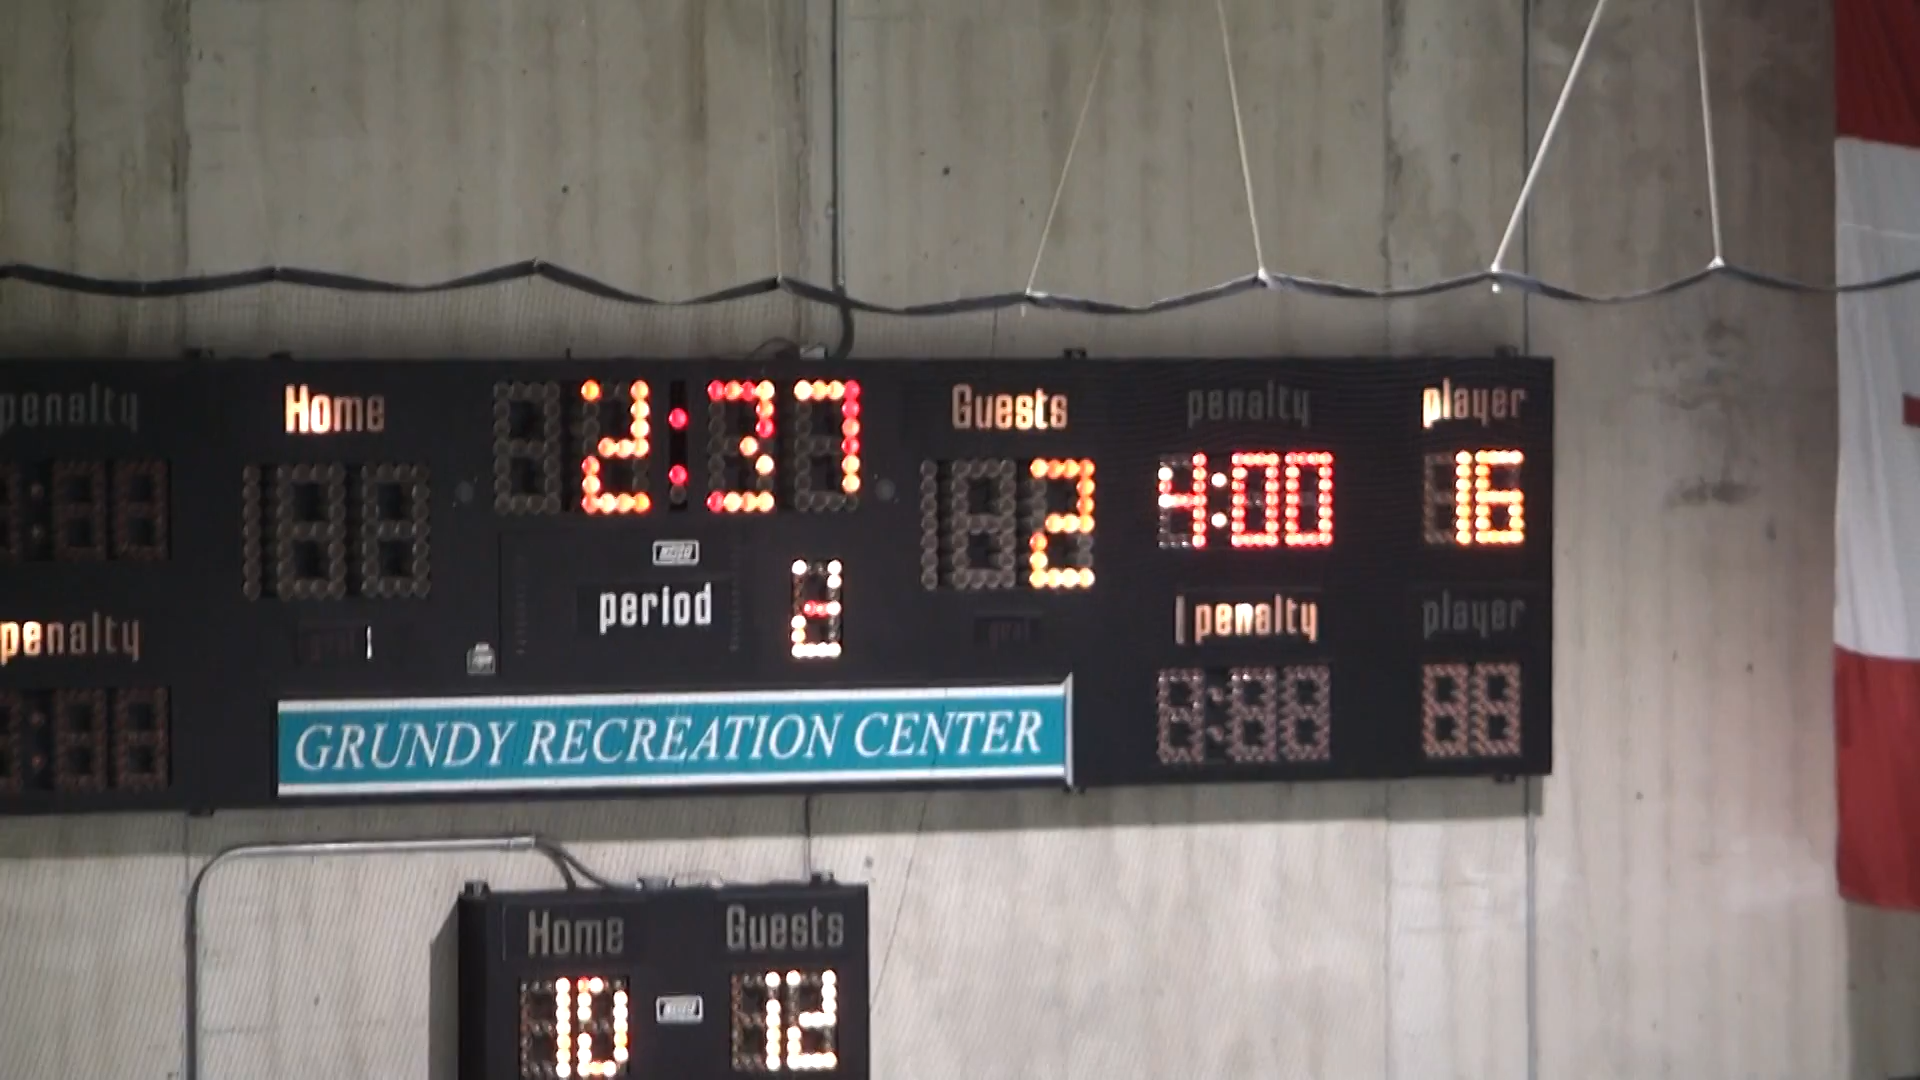 penalty Home 2:37 Guests penalty player
2 4:00 16
period 2
penalty penalty player
GRUNDY RECREATION CENTER
Home Guests
10 12